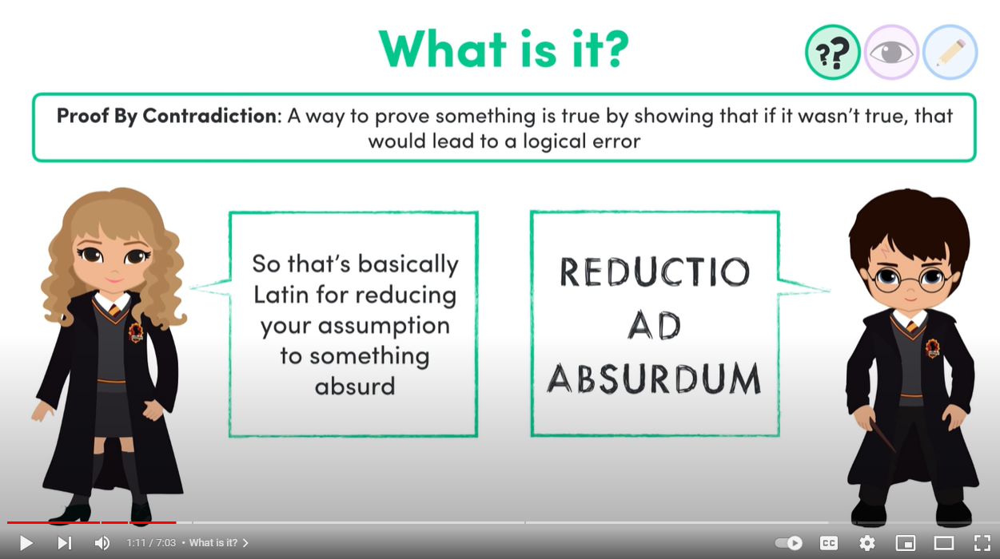 What is it?
??
Proof By Contradiction: A way to prove something is true by showing that if it wasn't true, that
would lead to a logical error
So that's basically
Latin for reducing
your assumption
to something
absurd
REDUCTIO
AD
ABSURDUM
1:11 / 7:03 • What is it? >
CC